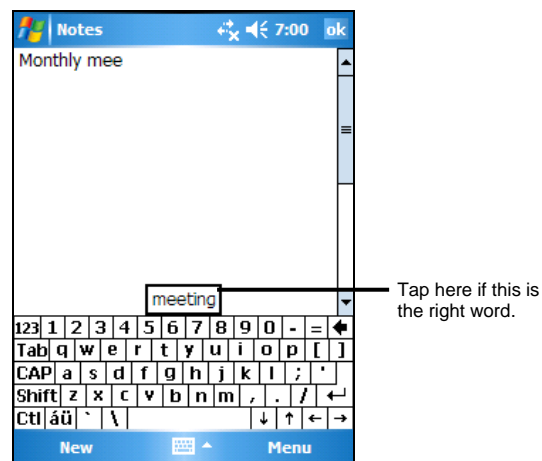 Notes 7:00 ok
Monthly mee
meeting
Tap here if this is
the right word.
123 1 2 3 4 5 6 7 8 9 0 - =
Tab q w e r t y u i o p [ ]
CAP a s d f g h j k l ; '
Shift z x c v b n m , . /
Ctl áü ` \
New Menu